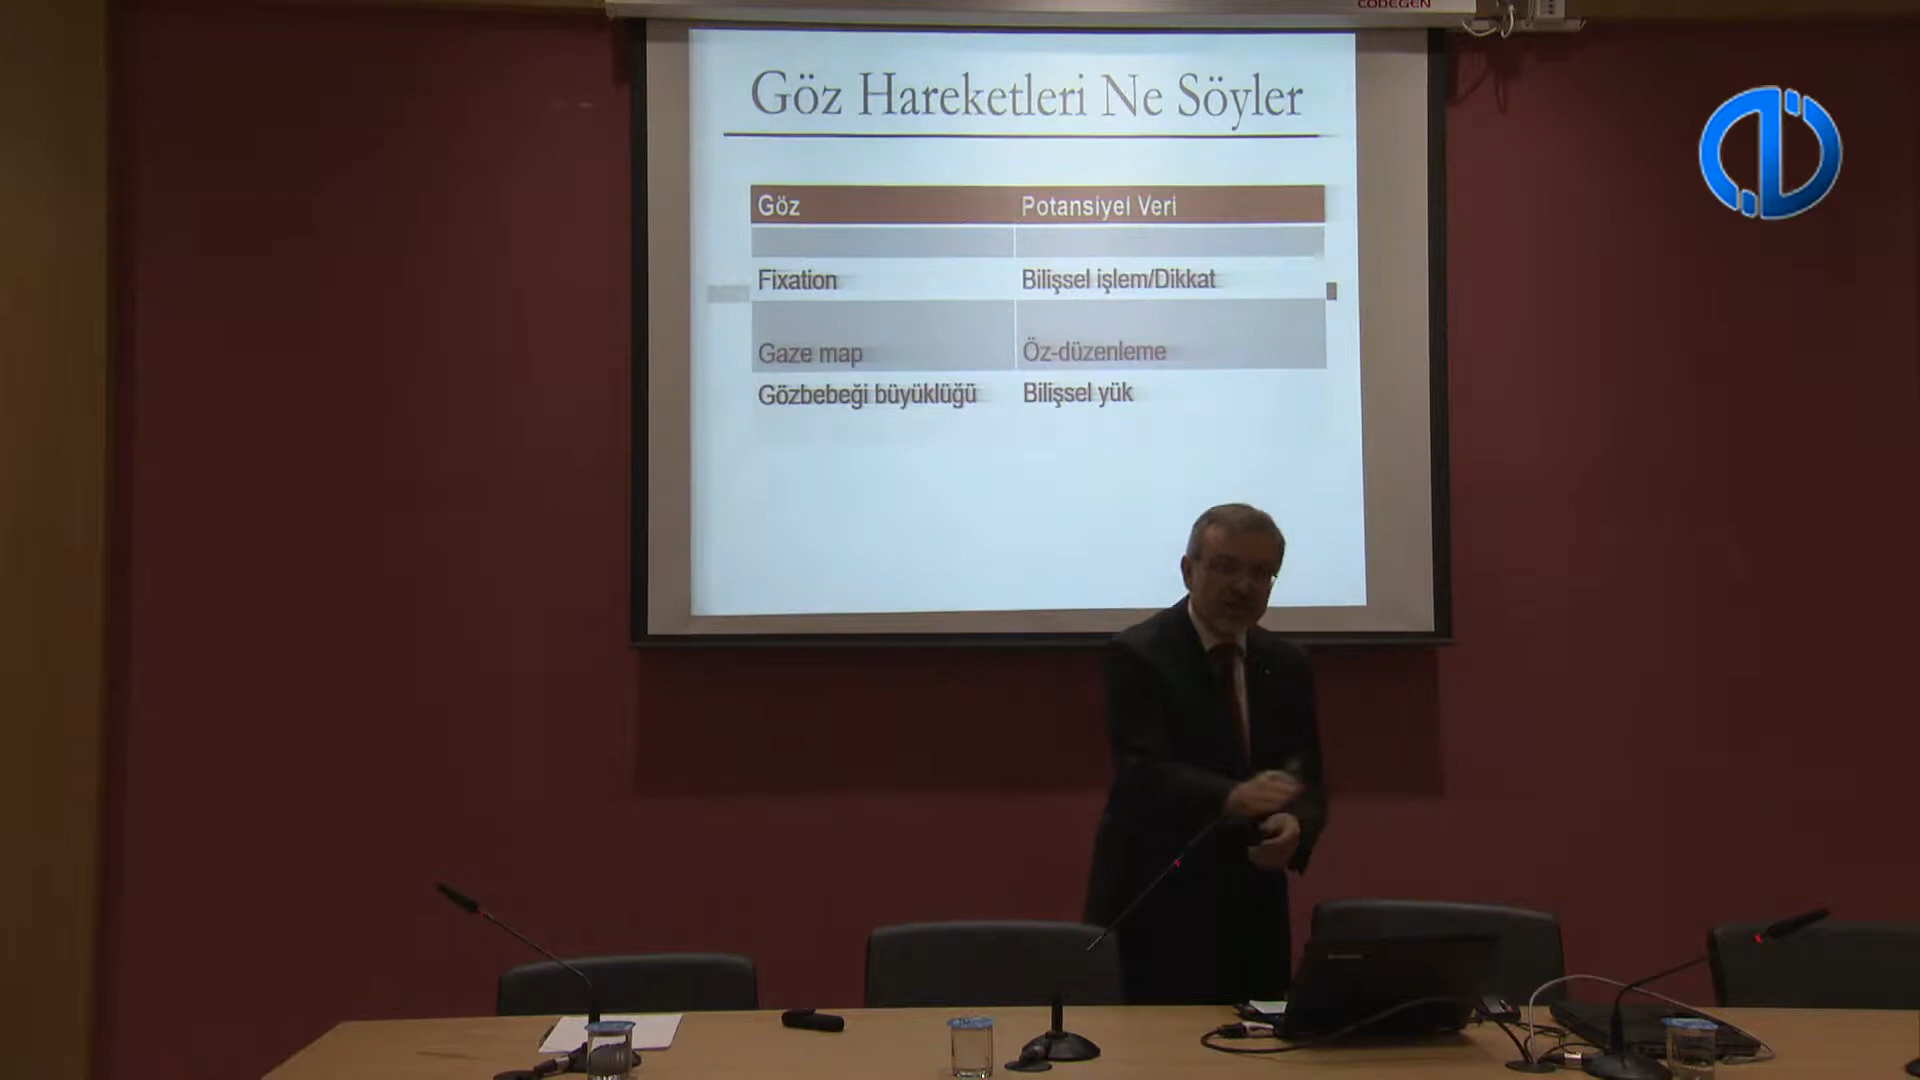 CODEGEN
Göz Hareketleri Ne Söyler
Göz Potansiyel Veri
Fixation Bilişsel işlem/Dikkat
Gaze map Öz-düzenleme
Gözbebeği büyüklüğü Bilişsel yük